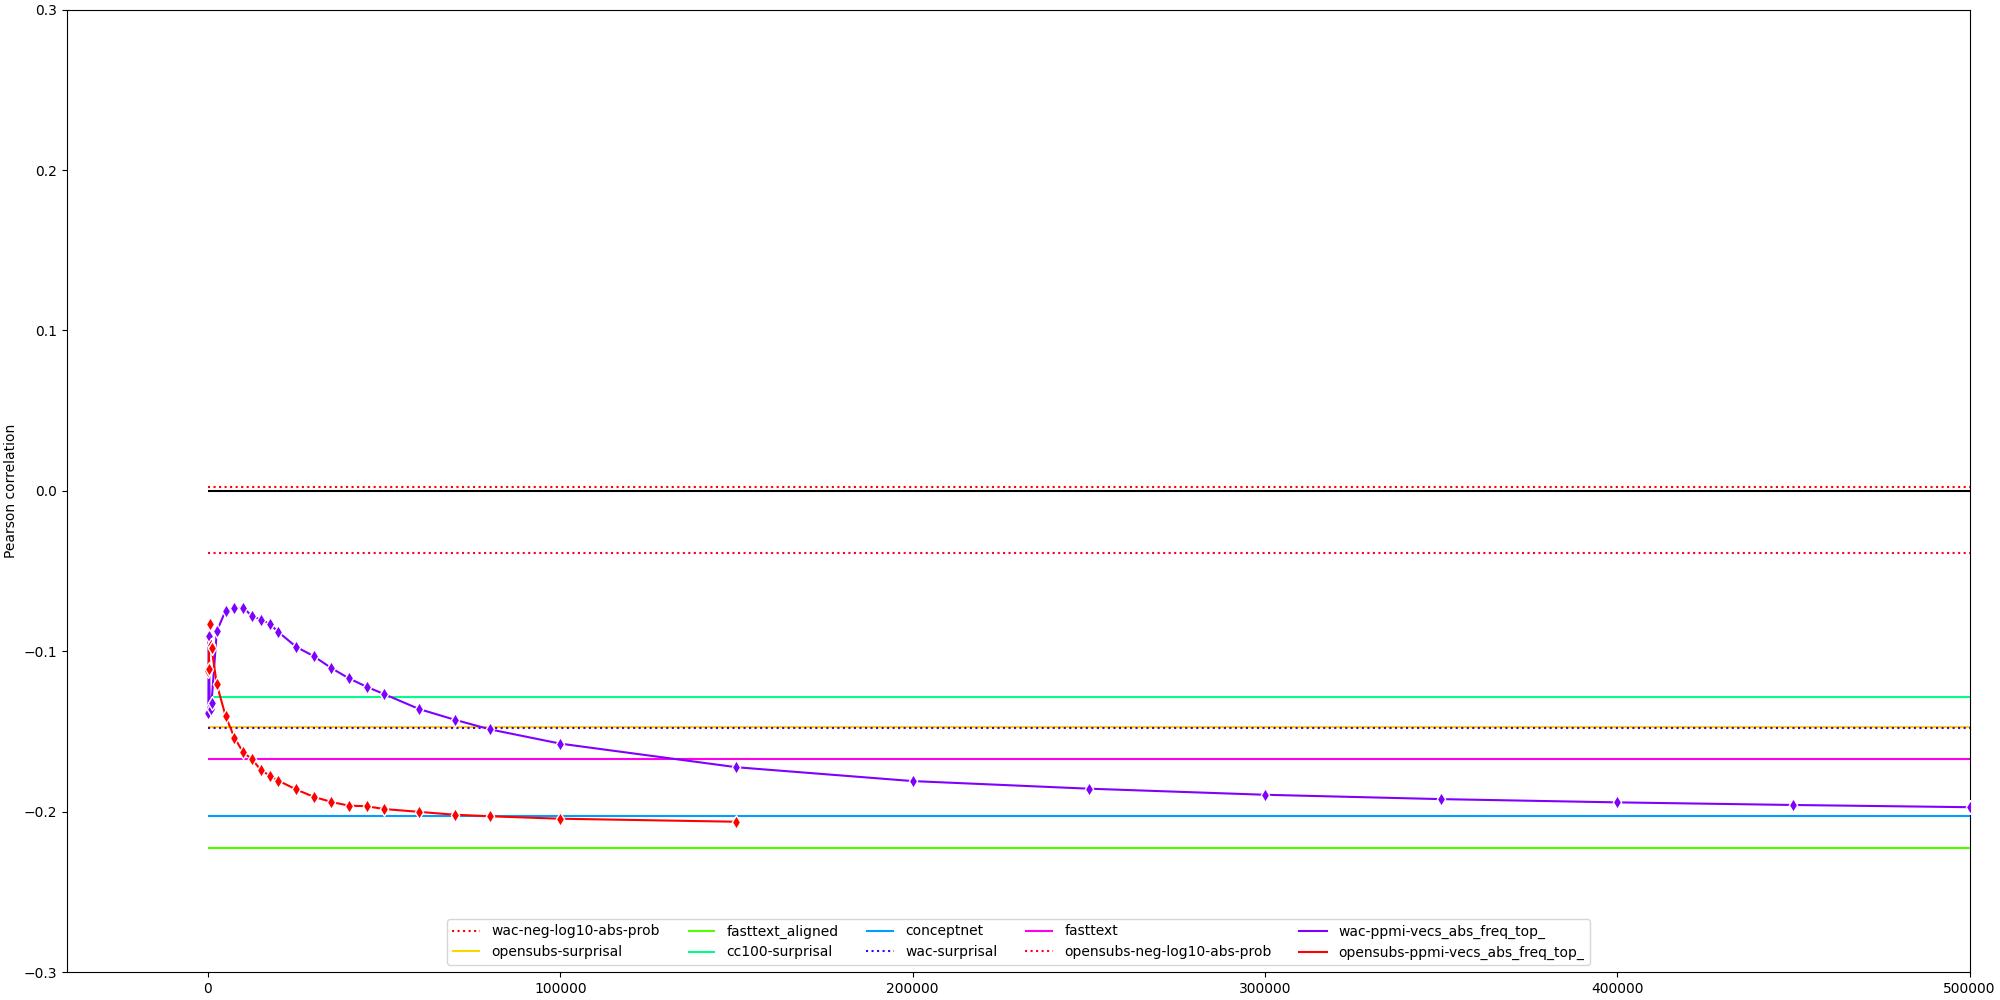 0.3
0.2
0.1
0.0
−0.1
−0.2
−0.3
Pearson correlation
wac-neg-log10-abs-prob
opensubs-surprisal
fasttext_aligned
cc100-surprisal
conceptnet
wac-surprisal
fasttext
opensubs-neg-log10-abs-prob
wac-ppmi-vecs_abs_freq_top_
opensubs-ppmi-vecs_abs_freq_top_
0
100000
200000
300000
400000
500000